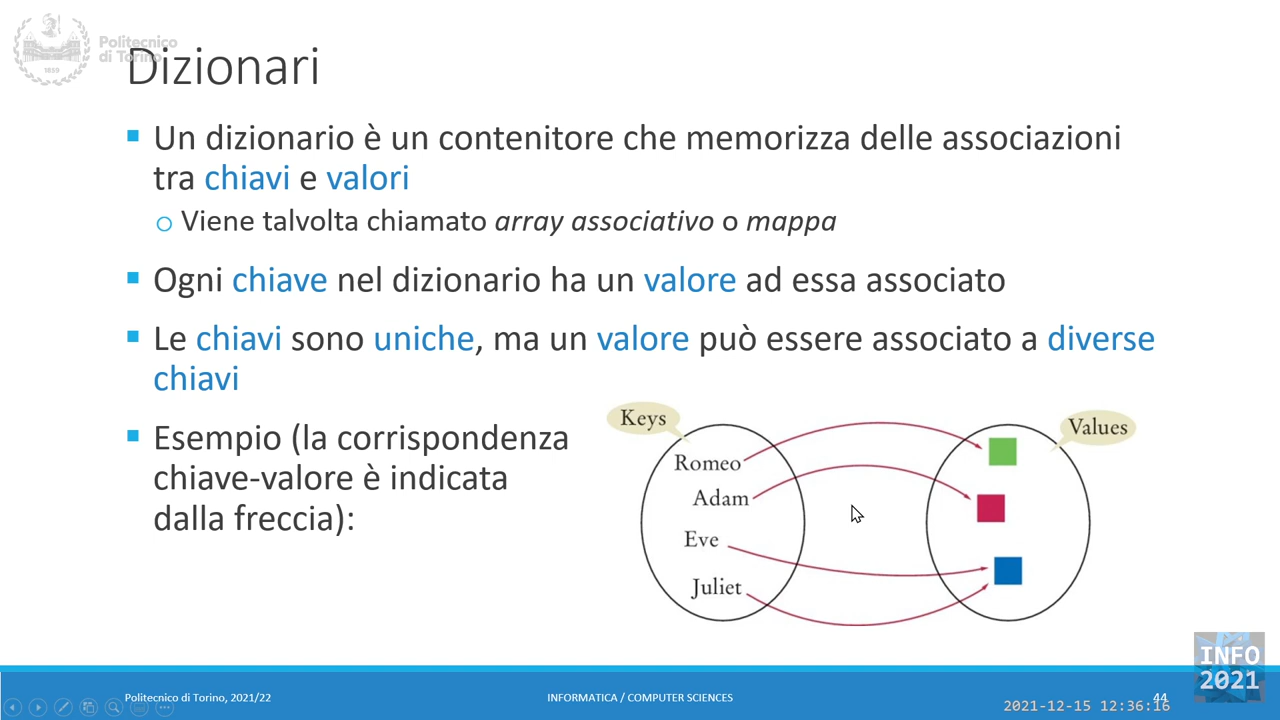 Politecnico
di Torino
1859
Dizionari
Un dizionario è un contenitore che memorizza delle associazioni
tra chiavi e valori
Viene talvolta chiamato array associativo o mappa
Ogni chiave nel dizionario ha un valore ad essa associato
Le chiavi sono uniche, ma un valore può essere associato a diverse
chiavi
Esempio (la corrispondenza
chiave-valore è indicata
dalla freccia):
Keys
Values
Romeo
Adam
Eve
Juliet
INFO
2021
Politecnico di Torino, 2021/22
INFORMATICA / COMPUTER SCIENCES
44
2021-12-15 12:36:16